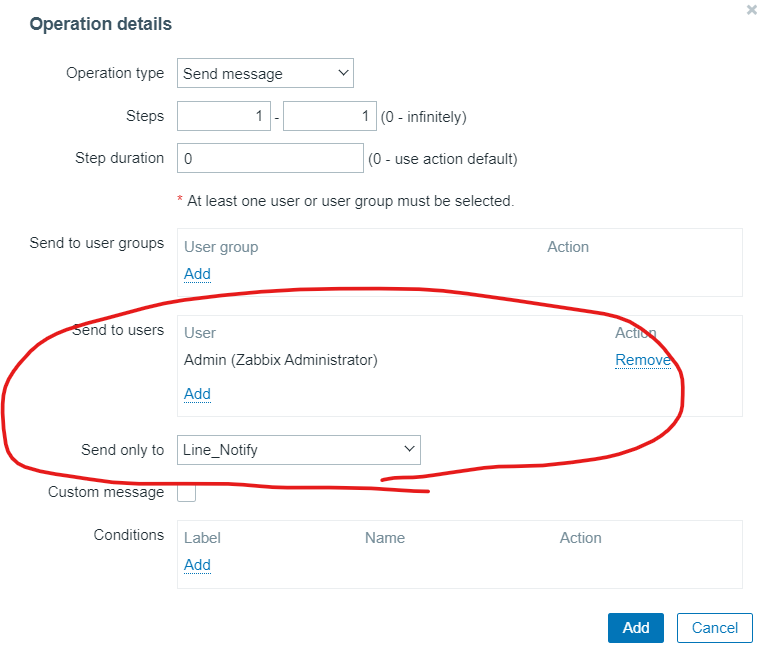 Operation details
Operation type Send message
Steps 1 - 1 (0 - infinitely)
Step duration 0 (0 - use action default)
* At least one user or user group must be selected.
Send to user groups User group Action
Add
Send to users User Action
Admin (Zabbix Administrator) Remove
Add
Send only to Line_Notify
Custom message
Conditions Label Name Action
Add
Add Cancel